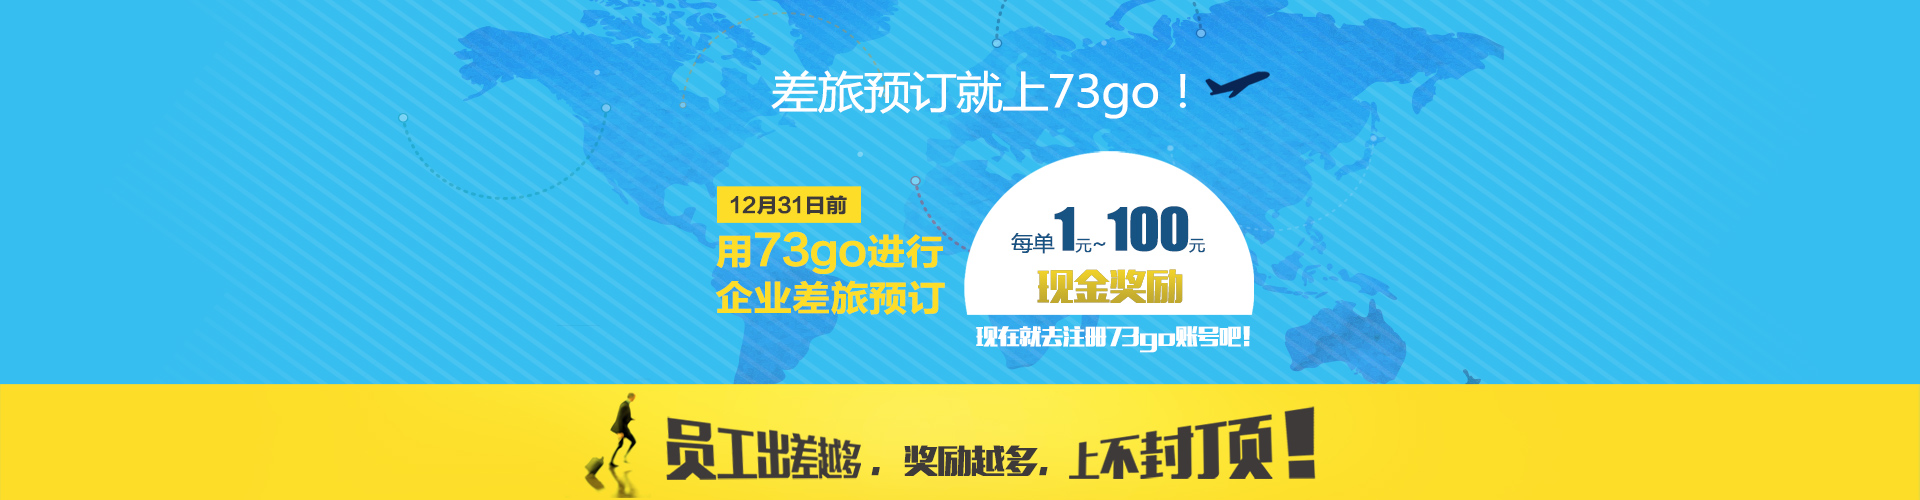 差旅预订就上73go！
12月31日前
用73go进行
企业差旅预订
每单1元~100元
现金奖励
现在就去注册73go账号吧!
员工出差越多，奖励越多，上不封顶！